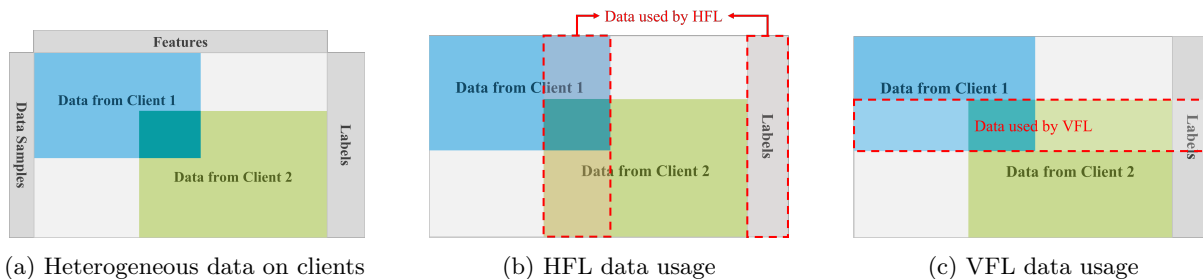 Features
Data Samples
Data from Client 1
Data from Client 2
Labels
(a) Heterogeneous data on clients
Data used by HFL
Data from Client 1
Data from Client 2
Labels
(b) HFL data usage
Data from Client 1
Data used by VFL
Data from Client 2
Labels
(c) VFL data usage